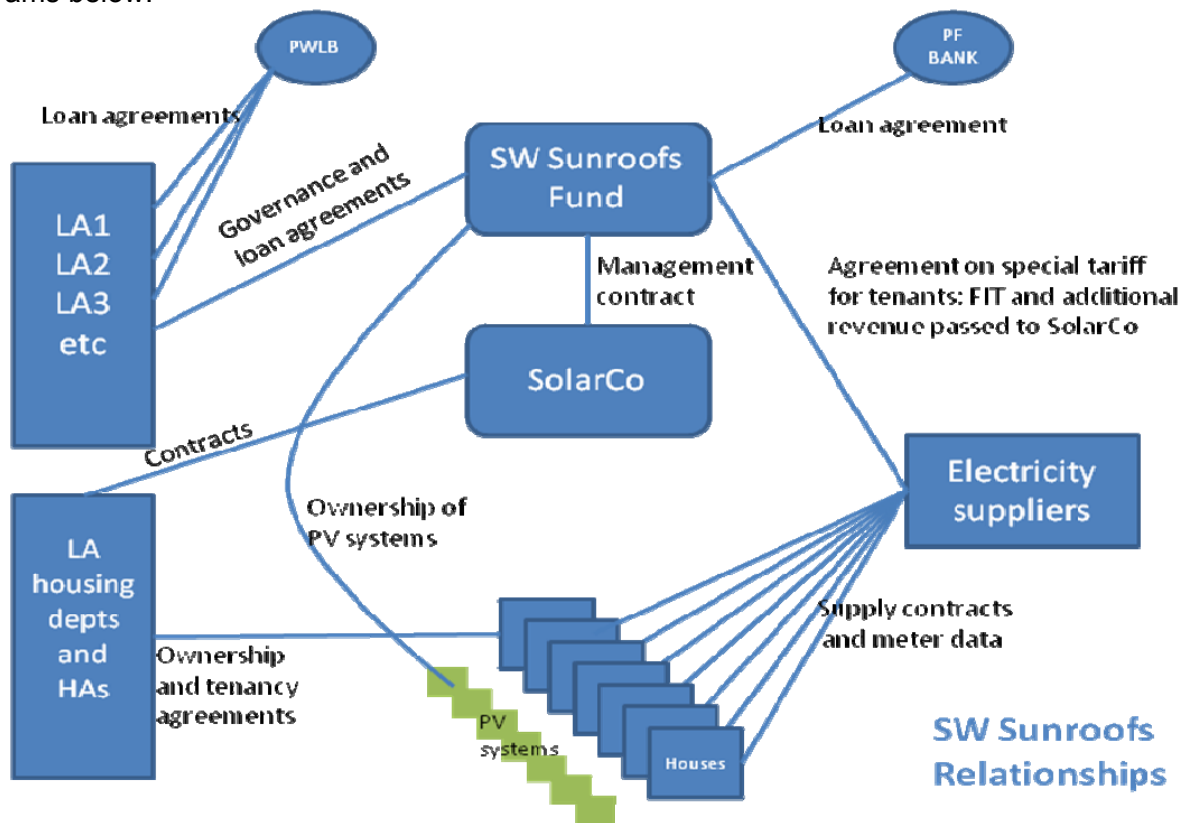 PWLB
PF
BANK
Loan agreements
Loan agreement
SW Sunroofs
Fund
Governance and
loan agreements
LA1
LA2
LA3
etc
Management
contract
Agreement on special tariff
for tenants: FIT and additional
revenue passed to SolarCo
SolarCo
Contracts
Electricity
suppliers
Ownership of
PV systems
LA
housing
depts
and
HAs
Supply contracts
and meter data
Ownership
and tenancy
agreements
PV
systems
Houses
SW Sunroofs
Relationships